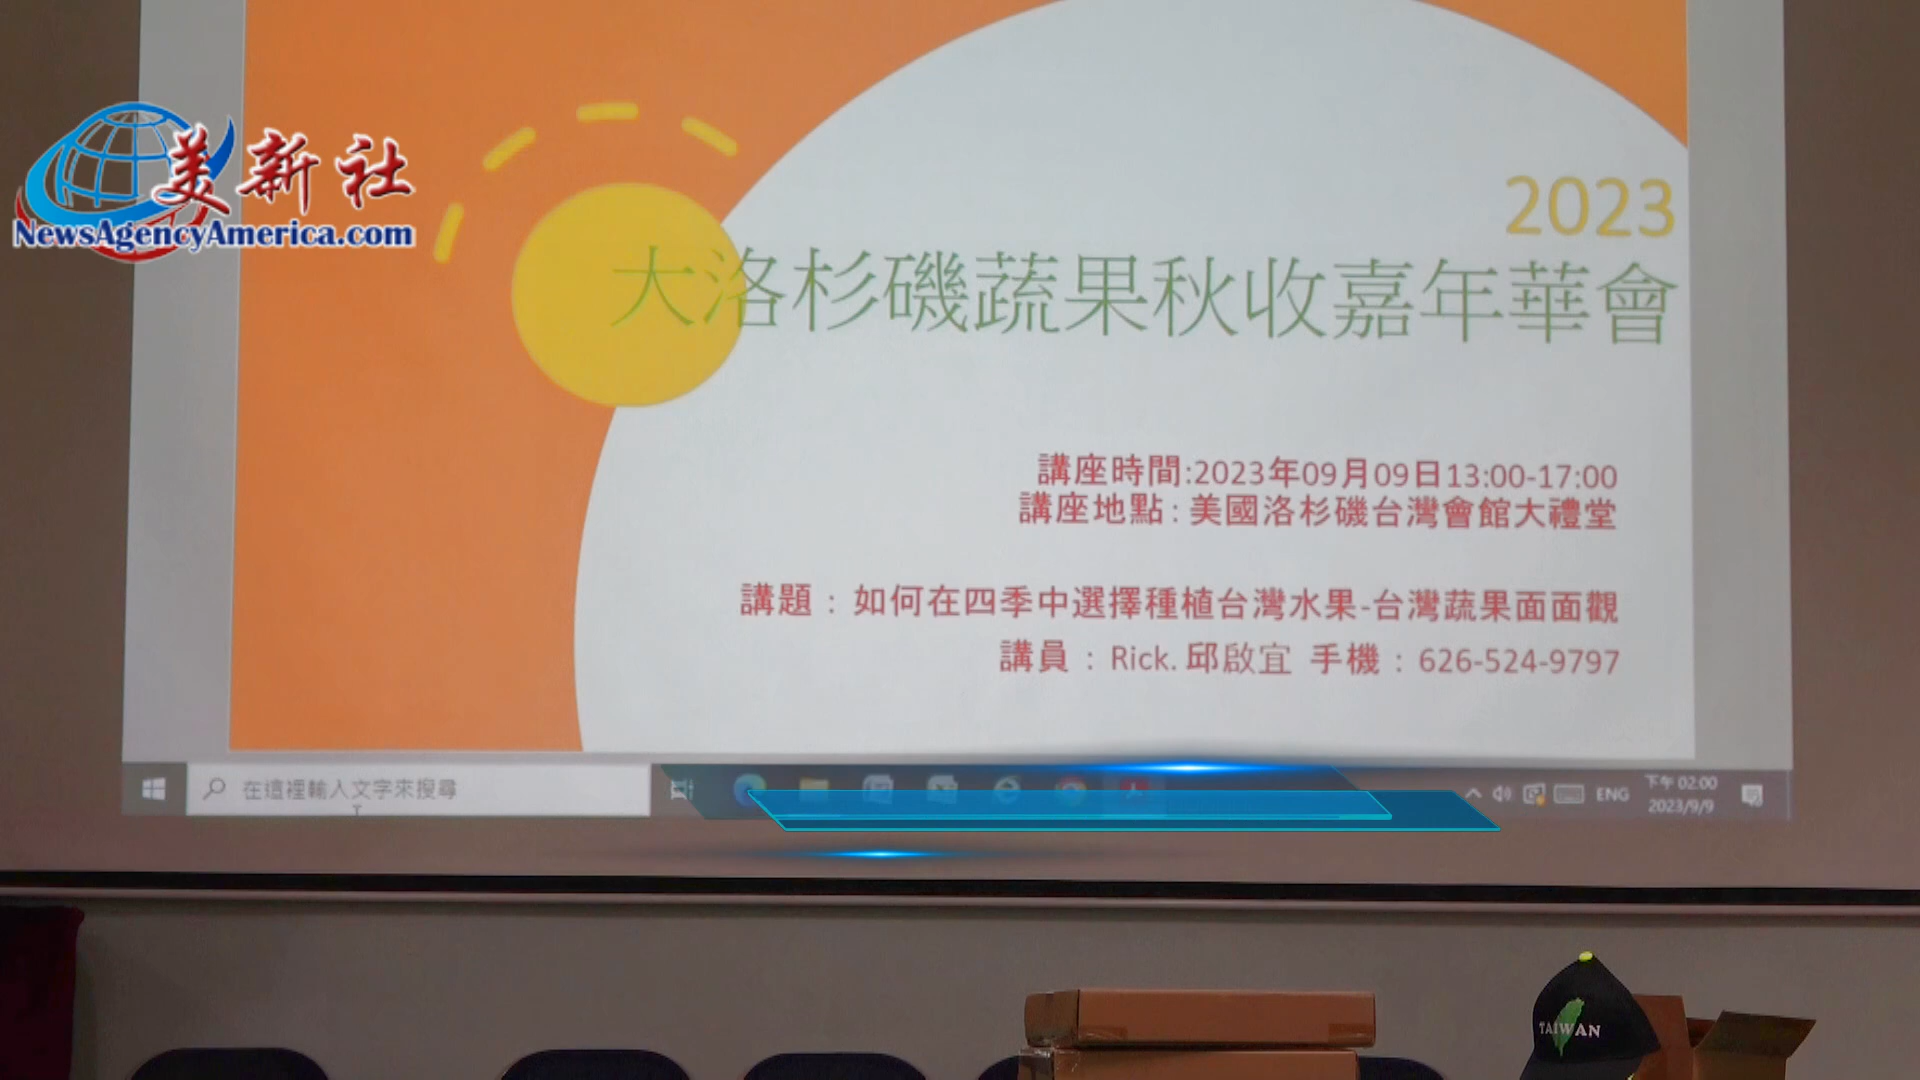 美新社
NewsAgencyAmerica.com
2023
大洛杉磯蔬果秋收嘉年華會
講座時間:2023年09月09日13:00-17:00
講座地點:美國洛杉磯台灣會館大禮堂
講題:如何在四季中選擇種植台灣水果-台灣蔬果面面觀
講員:Rick.邱啟宜 手機:626-524-9797
在這裡輸入文字來搜尋
ENG
下午 02:00
2023/9/9
TAIWAN